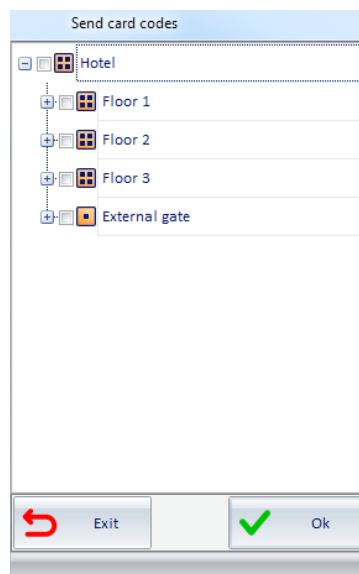 Send card codes
Hotel
Floor 1
Floor 2
Floor 3
External gate
Exit
Ok